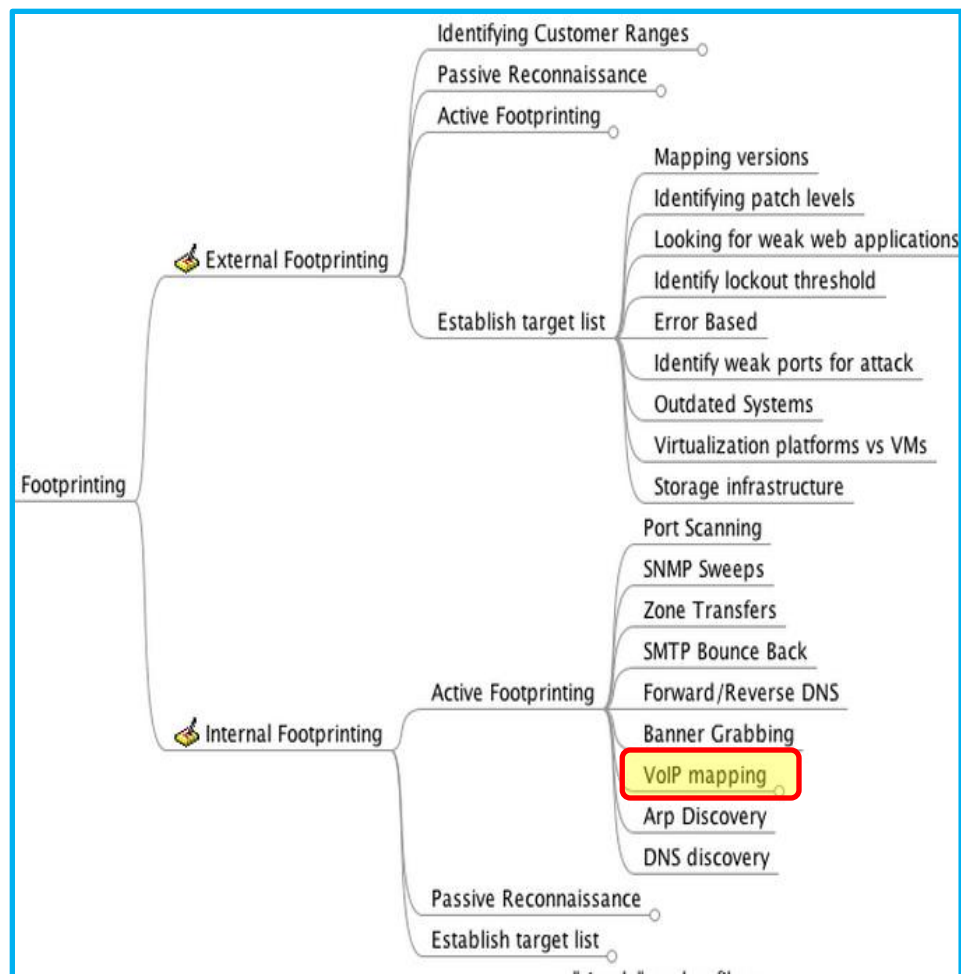 Identifying Customer Ranges
Passive Reconnaissance
Active Footprinting
Mapping versions
Identifying patch levels
Looking for weak web applications
External Footprinting
Identify lockout threshold
Establish target list
Error Based
Identify weak ports for attack
Outdated Systems
Virtualization platforms vs VMs
Footprinting
Storage infrastructure
Port Scanning
SNMP Sweeps
Zone Transfers
SMTP Bounce Back
Active Footprinting
Forward/Reverse DNS
Internal Footprinting
Banner Grabbing
VoIP mapping
Arp Discovery
DNS discovery
Passive Reconnaissance
Establish target list